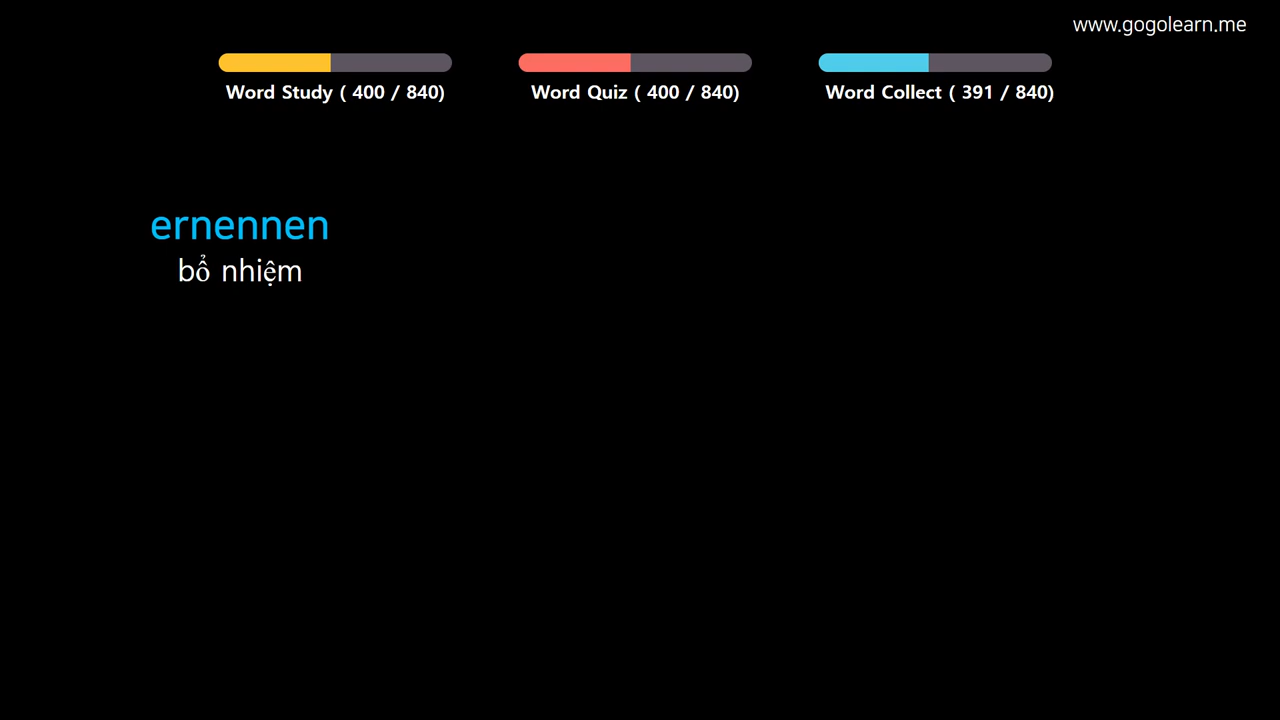 www.gogolearn.me
Word Study ( 400 / 840)
Word Quiz ( 400 / 840)
Word Collect ( 391 / 840)
ernennen
bổ nhiệm